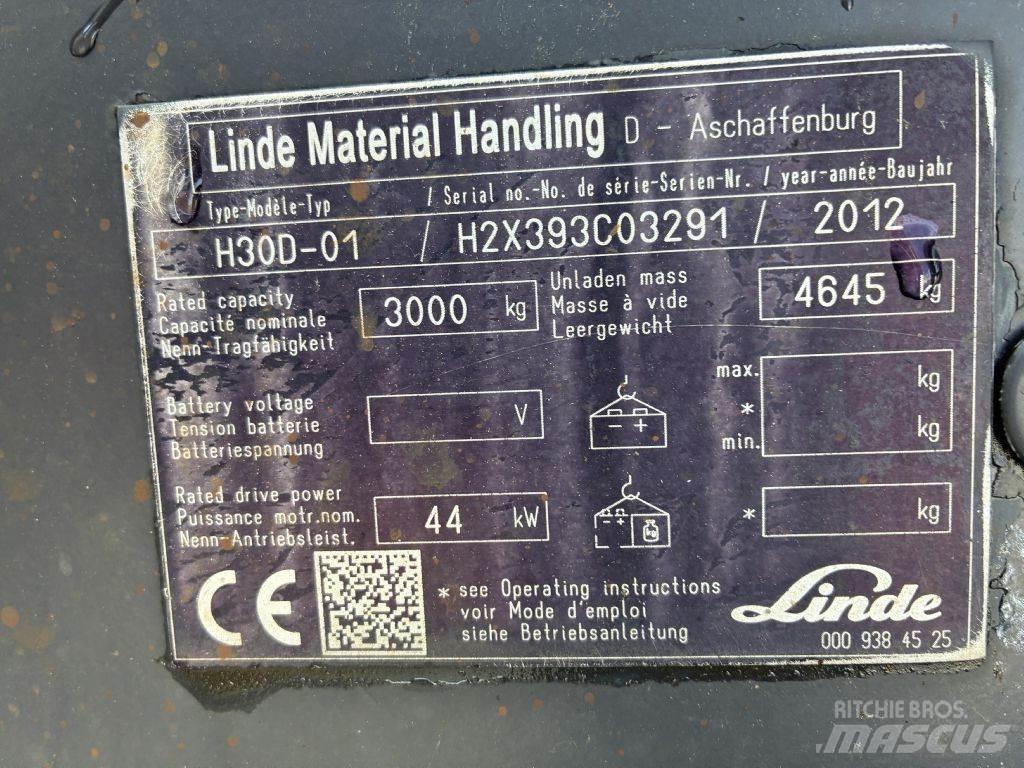 Linde Material Handling D - Aschaffenburg
Type-Modèle-Typ / Serial no.-No. de série-Serien-Nr. / year-année-Baujahr
H30D-01 / H2X393C03291 / 2012
Rated capacity
Capacité nominale
Nenn-Tragfähigkeit
3000 kg
Unladen mass
Masse à vide
Leergewicht
4645 kg
Battery voltage
Tension batterie
Batteriespannung
V
- +
max. kg
*
min. kg
Rated drive power
Puissance motr.nom.
Nenn-Antriebsleist.
44 kW
- +
kg
* kg
CE
* see Operating instructions
voir Mode d'emploi
siehe Betriebsanleitung
Linde
000 938 45 25
RITCHIE BROS.
MASCUS